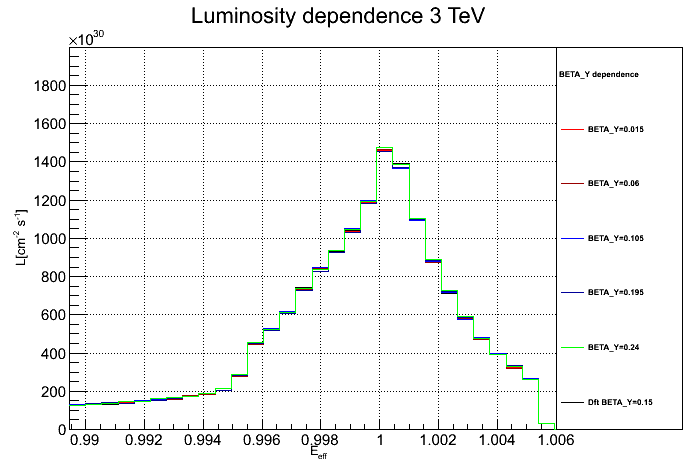 Luminosity dependence 3 TeV
×10³⁰
L[cm⁻² s⁻¹]
1800
1600
1400
1200
1000
800
600
400
200
0
0.99 0.992 0.994 0.996 0.998 1 1.002 1.004 1.006
E_eff
BETA_Y dependence
BETA_Y=0.015
BETA_Y=0.06
BETA_Y=0.105
BETA_Y=0.195
BETA_Y=0.24
Dft BETA_Y=0.15